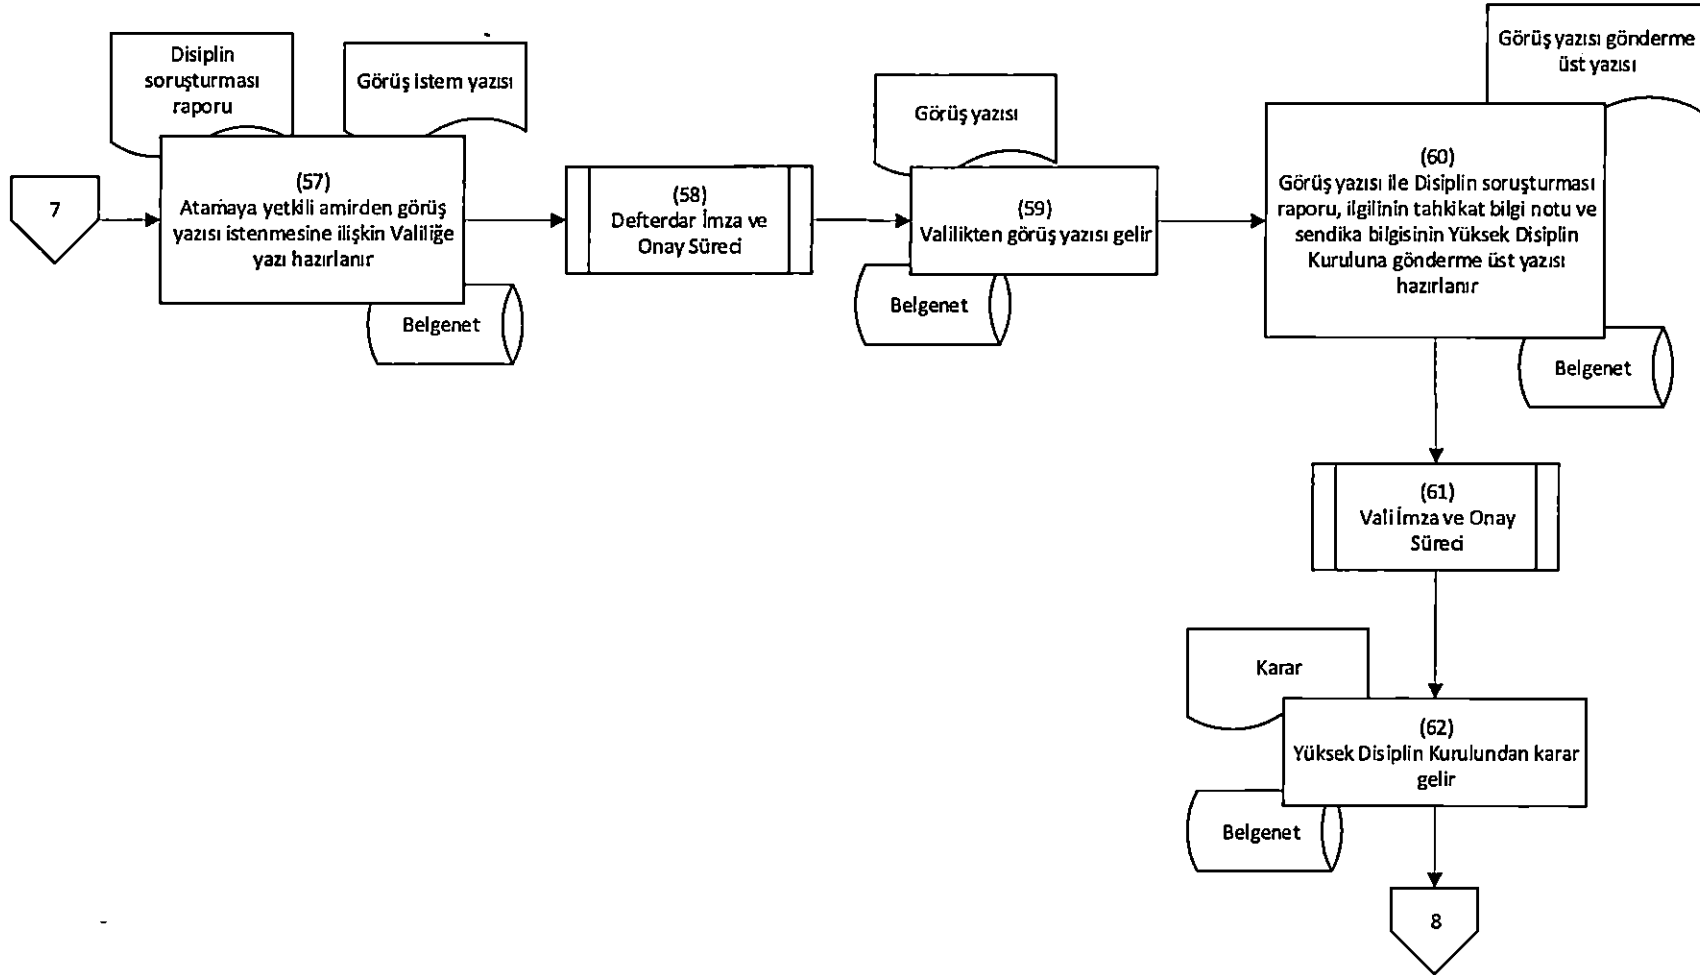 Disiplin
soruşturması
raporu
Görüş istem yazısı
Görüş yazısı
Görüş yazısı gönderme
üst yazısı
7
(57)
Atamaya yetkili amirden görüş
yazısı istenmesine ilişkin Valiliğe
yazı hazırlanır
Belgenet
(58)
Defterdar İmza ve
Onay Süreci
(59)
Valilikten görüş yazısı gelir
Belgenet
(60)
Görüş yazısı ile Disiplin soruşturması
raporu, ilgilinin tahkikat bilgi notu ve
sendika bilgisinin Yüksek Disiplin
Kuruluna gönderme üst yazısı
hazırlanır
Belgenet
(61)
Vali İmza ve Onay
Süreci
Karar
(62)
Yüksek Disiplin Kurulundan karar
gelir
Belgenet
8